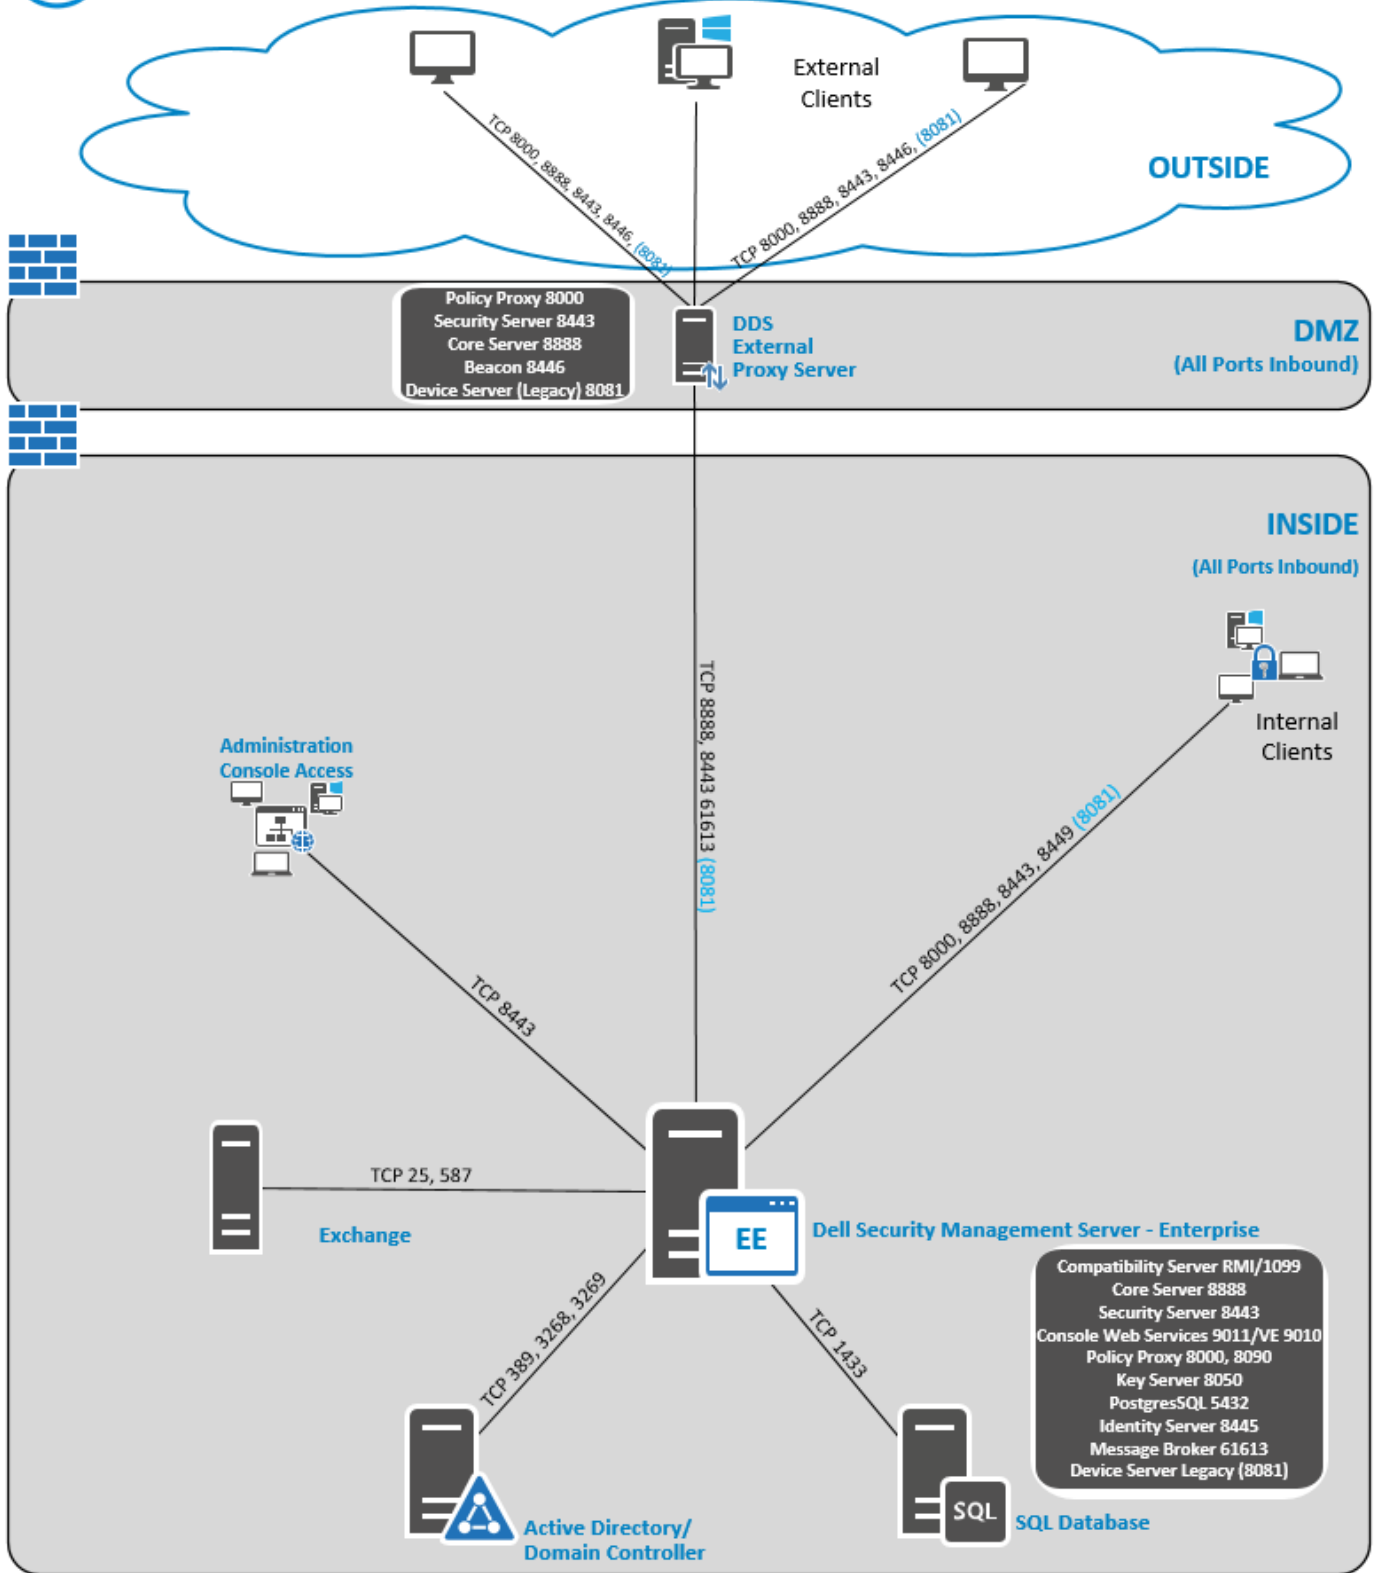 External
Clients
TCP 8000, 8888, 8443, 8446, (8081)
TCP 8000, 8888, 8443, 8446, (8081)
OUTSIDE
Policy Proxy 8000
Security Server 8443
Core Server 8888
Beacon 8446
Device Server (Legacy) 8081
DDS
External
Proxy Server
DMZ
(All Ports Inbound)
INSIDE
(All Ports Inbound)
TCP 8888, 8443 61613 (8081)
Internal
Clients
Administration
Console Access
TCP 8000, 8888, 8443, 8449 (8081)
TCP 8443
TCP 25, 587
Exchange
EE
Dell Security Management Server - Enterprise
Compatibility Server RMI/1099
Core Server 8888
Security Server 8443
Console Web Services 9011/VE 9010
Policy Proxy 8000, 8090
Key Server 8050
PostgresSQL 5432
Identity Server 8445
Message Broker 61613
Device Server Legacy (8081)
TCP 389, 3268, 3269
TCP 1433
SQL
SQL Database
Active Directory/
Domain Controller